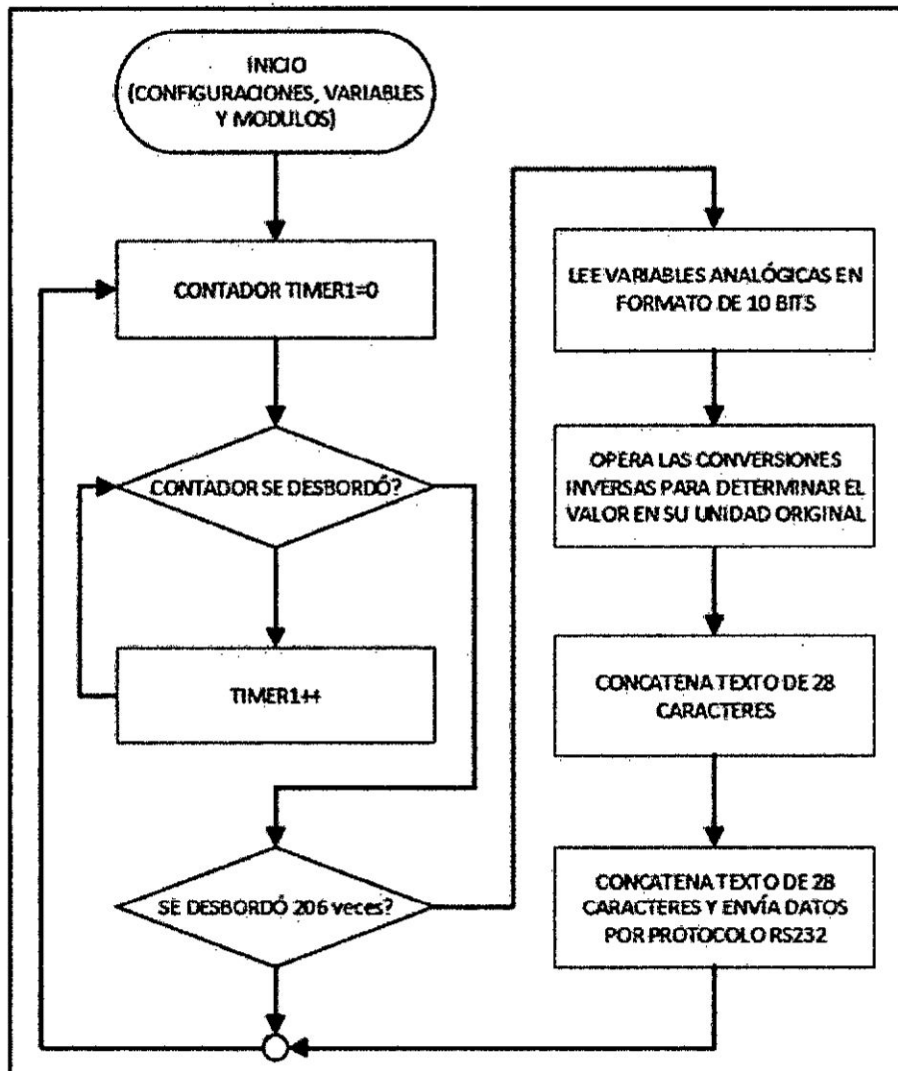 INICIO
(CONFIGURACIONES, VARIABLES
Y MODULOS)
CONTADOR TIMER1=0
CONTADOR SE DESBORDÓ?
TIMER1++
SE DESBORDÓ 206 veces?
LEE VARIABLES ANALÓGICAS EN
FORMATO DE 10 BITS
OPERA LAS CONVERSIONES
INVERSAS PARA DETERMINAR EL
VALOR EN SU UNIDAD ORIGINAL
CONCATENA TEXTO DE 28
CARACTERES
CONCATENA TEXTO DE 28
CARACTERES Y ENVÍA DATOS
POR PROTOCOLO RS232